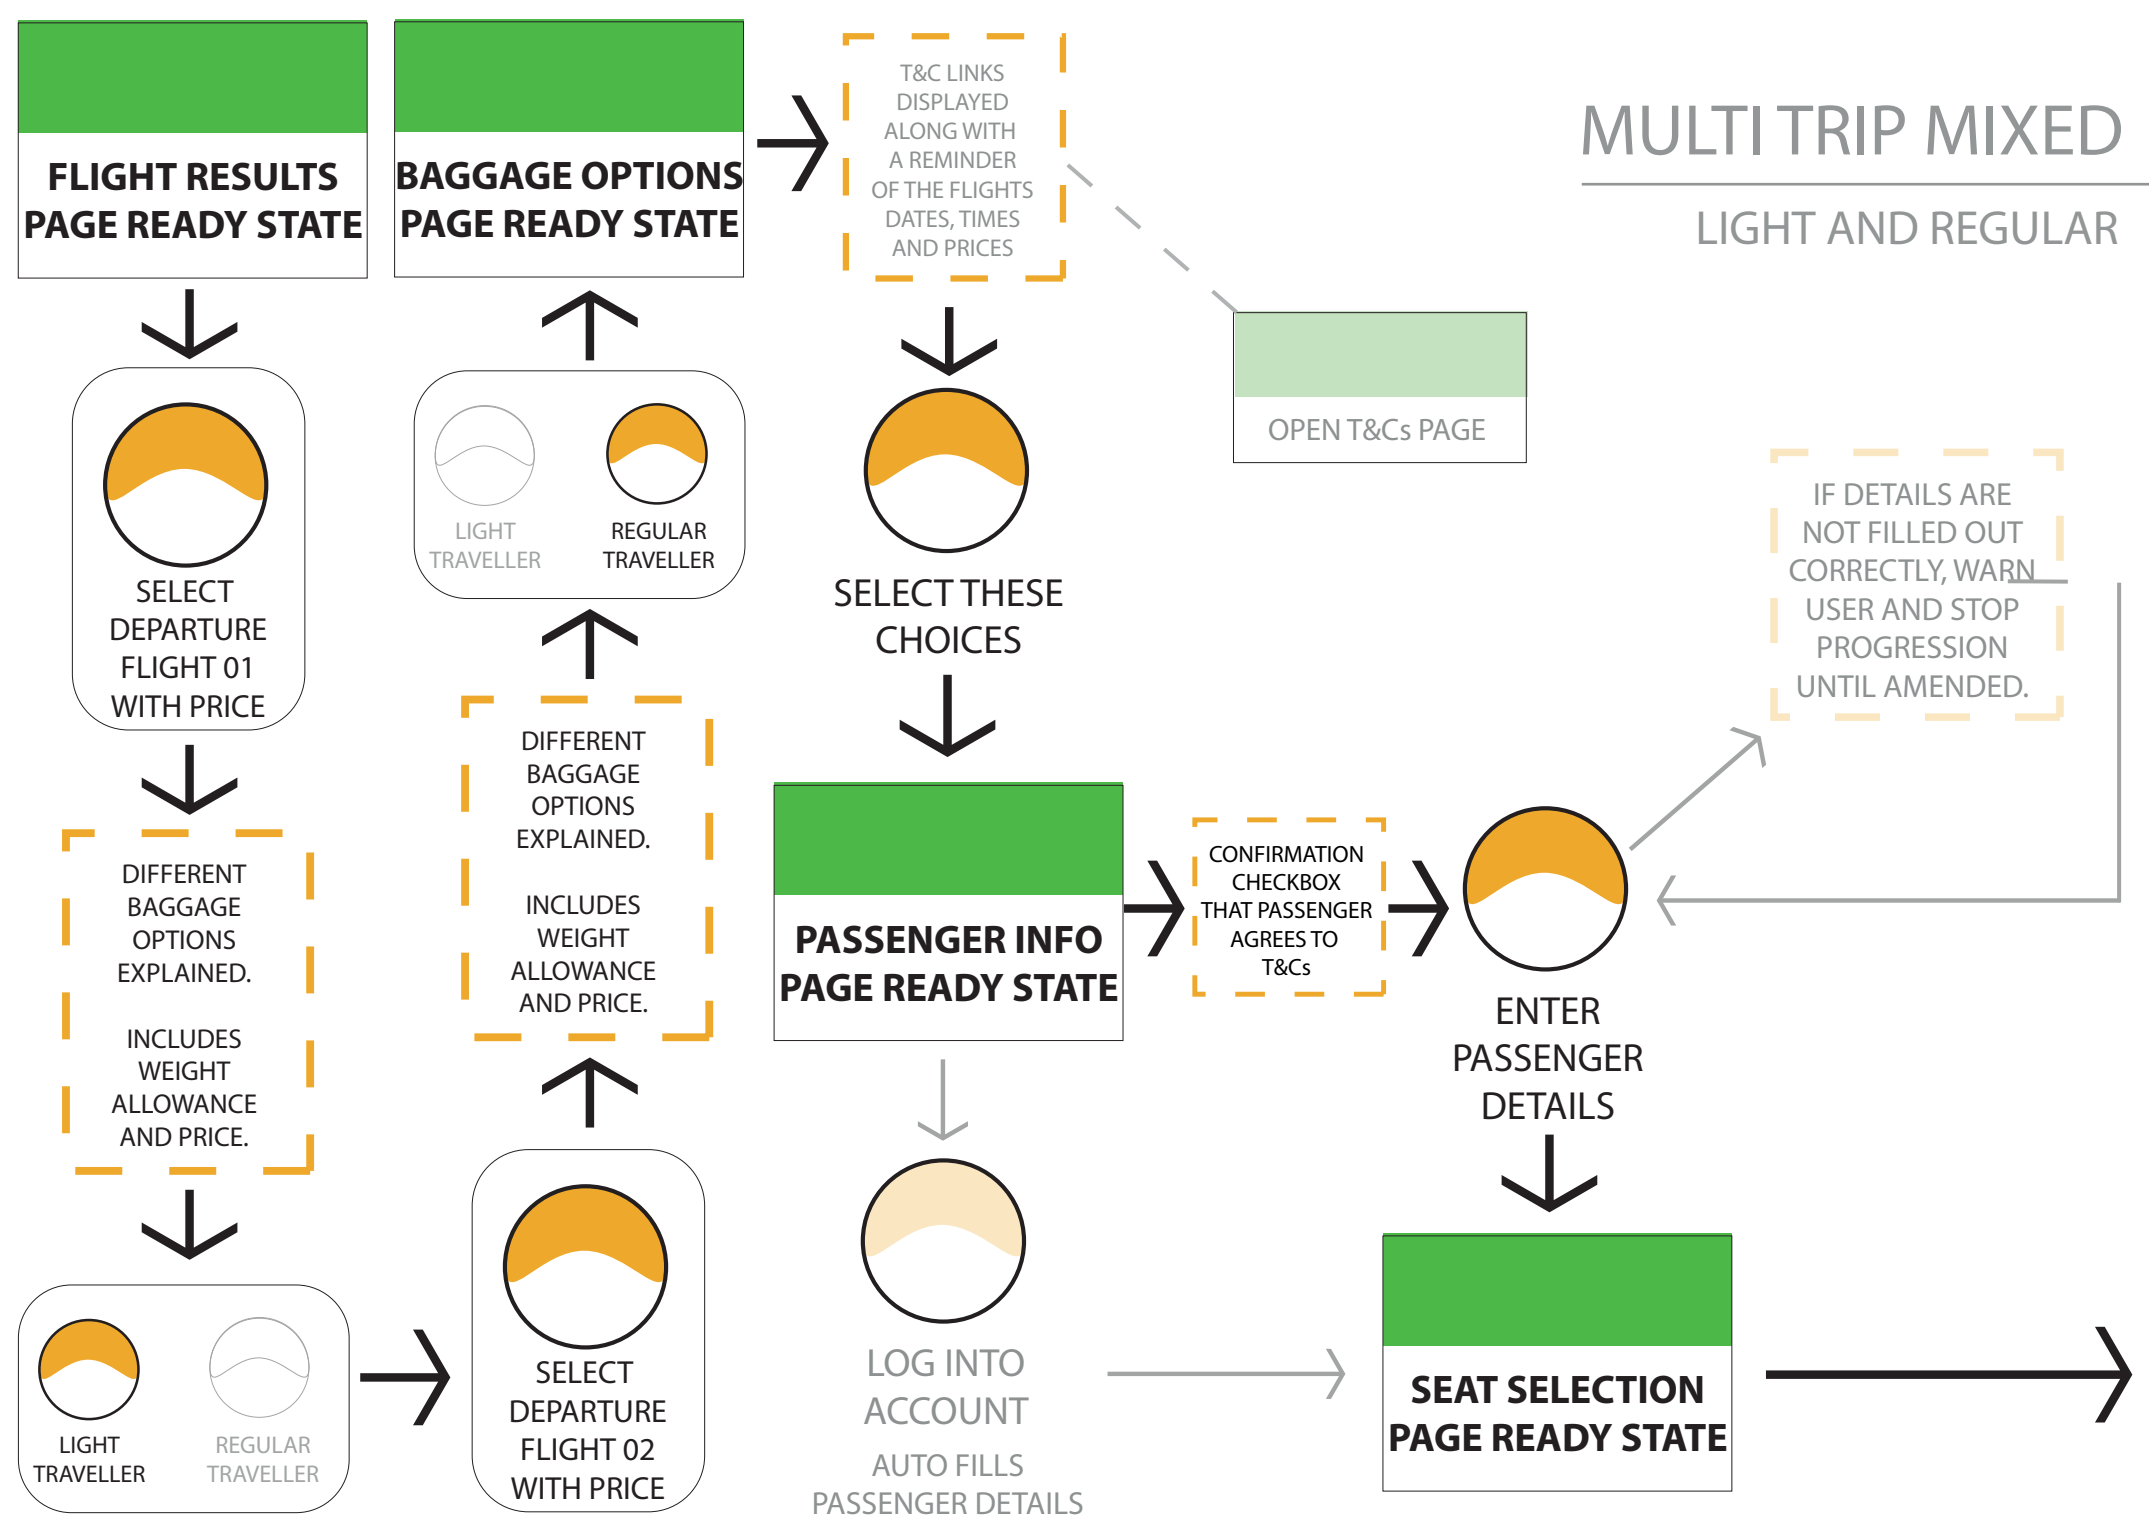 FLIGHT RESULTS
PAGE READY STATE
SELECT
DEPARTURE
FLIGHT 01
WITH PRICE
DIFFERENT
BAGGAGE
OPTIONS
EXPLAINED.
INCLUDES
WEIGHT
ALLOWANCE
AND PRICE.
LIGHT
TRAVELLER
REGULAR
TRAVELLER
SELECT
DEPARTURE
FLIGHT 02
WITH PRICE
DIFFERENT
BAGGAGE
OPTIONS
EXPLAINED.
INCLUDES
WEIGHT
ALLOWANCE
AND PRICE.
LIGHT
TRAVELLER
REGULAR
TRAVELLER
BAGGAGE OPTIONS
PAGE READY STATE
T&C LINKS
DISPLAYED
ALONG WITH
A REMINDER
OF THE FLIGHTS
DATES, TIMES
AND PRICES
OPEN T&Cs PAGE
SELECT THESE
CHOICES
PASSENGER INFO
PAGE READY STATE
LOG INTO
ACCOUNT
AUTO FILLS
PASSENGER DETAILS
CONFIRMATION
CHECKBOX
THAT PASSENGER
AGREES TO
T&Cs
ENTER
PASSENGER
DETAILS
IF DETAILS ARE
NOT FILLED OUT
CORRECTLY, WARN
USER AND STOP
PROGRESSION
UNTIL AMENDED.
SEAT SELECTION
PAGE READY STATE
MULTI TRIP MIXED
LIGHT AND REGULAR